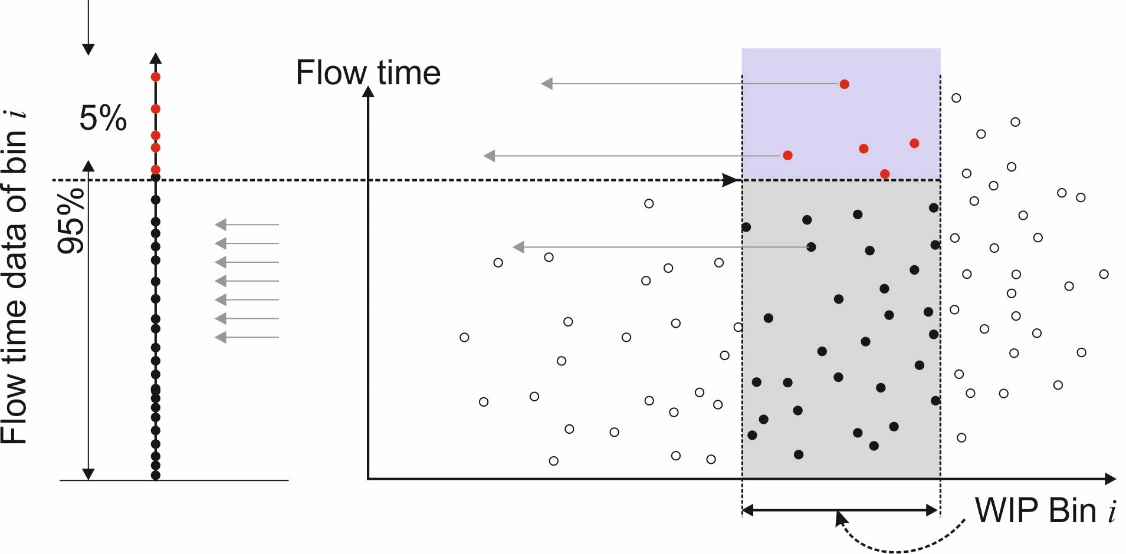 Flow time data of bin i
5%
95%
Flow time
WIP Bin i